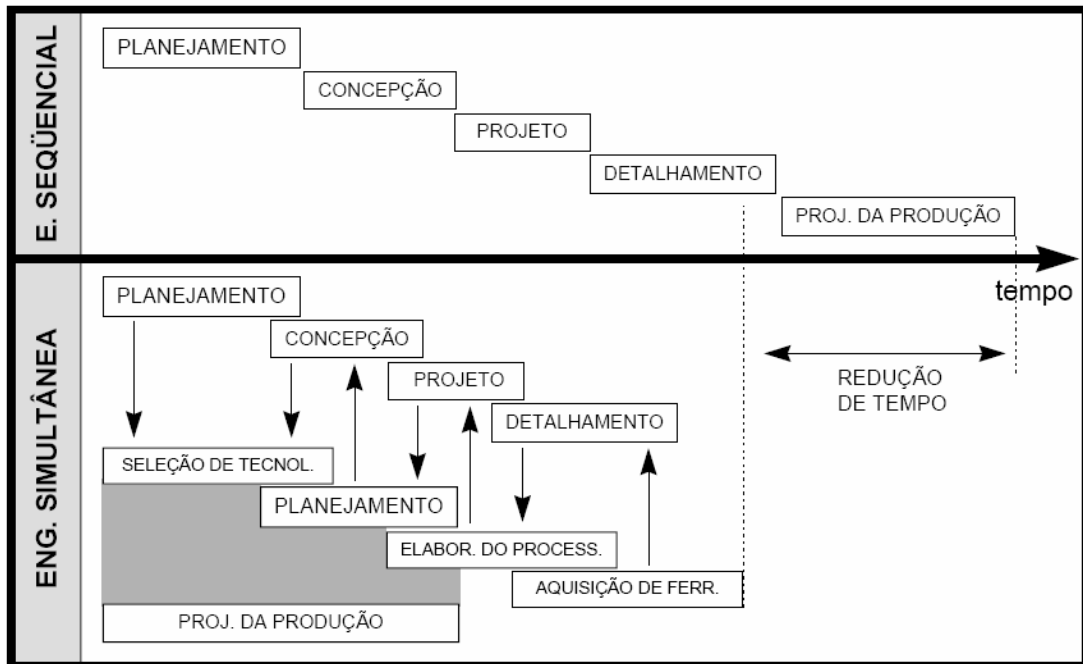 E. SEQÜENCIAL
PLANEJAMENTO
CONCEPÇÃO
PROJETO
DETALHAMENTO
PROJ. DA PRODUÇÃO
tempo
ENG. SIMULTÂNEA
PLANEJAMENTO
CONCEPÇÃO
PROJETO
DETALHAMENTO
REDUÇÃO
DE TEMPO
SELEÇÃO DE TECNOL.
PLANEJAMENTO
ELABOR. DO PROCESS.
AQUISIÇÃO DE FERR.
PROJ. DA PRODUÇÃO